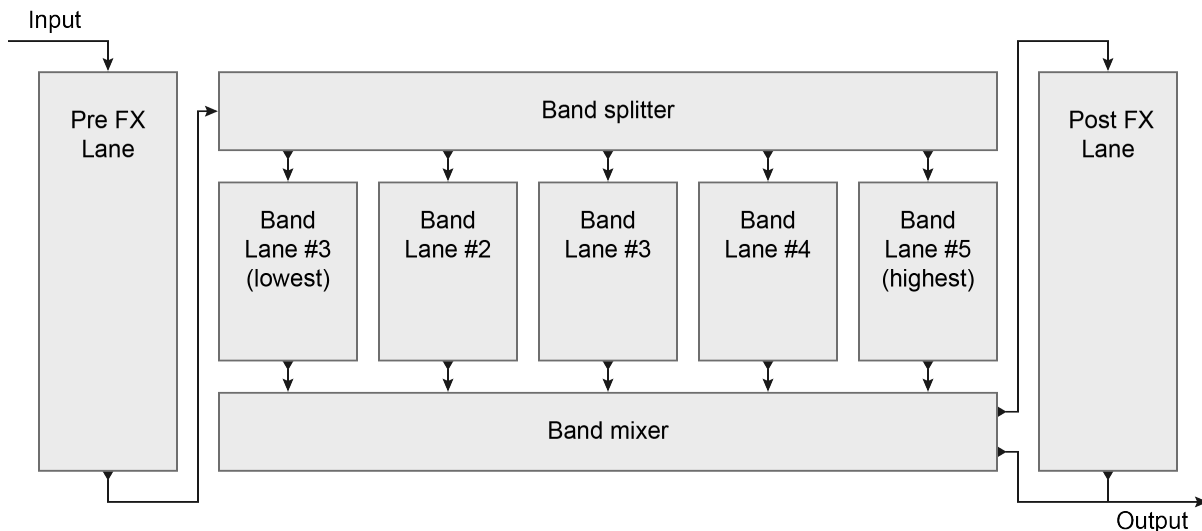 Input
Pre FX
Lane
Band splitter
Post FX
Lane
Band
Lane #3
(lowest)
Band
Lane #2
Band
Lane #3
Band
Lane #4
Band
Lane #5
(highest)
Band mixer
Output